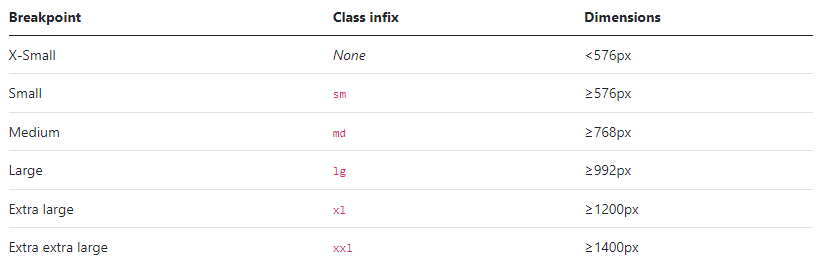 Breakpoint Class infix Dimensions
X-Small None <576px
Small sm ≥576px
Medium md ≥768px
Large lg ≥992px
Extra large xl ≥1200px
Extra extra large xxl ≥1400px